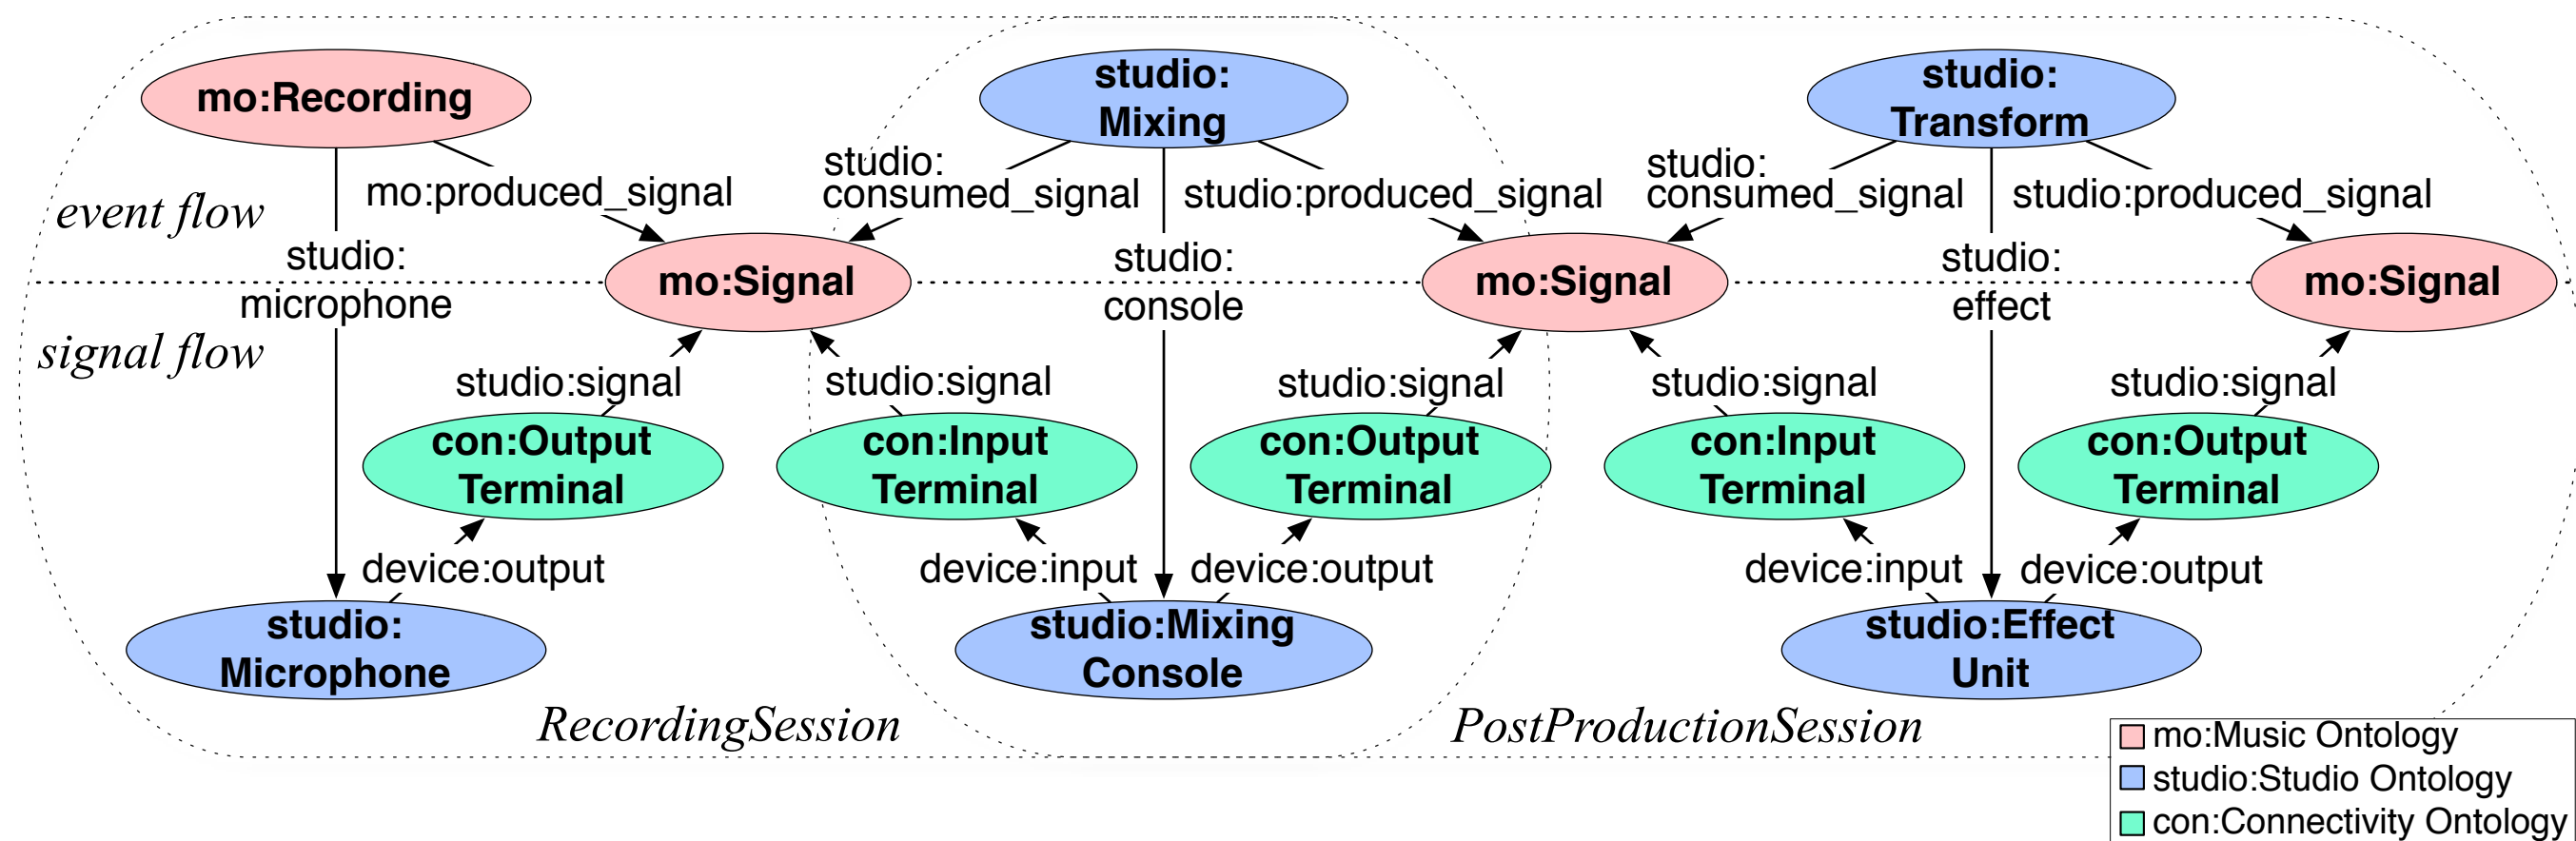 mo:Recording
studio:
Mixing
studio:
Transform
mo:produced_signal
studio:
consumed_signal
studio:produced_signal
studio:
consumed_signal
studio:produced_signal
event flow
studio:
microphone
mo:Signal
studio:
console
mo:Signal
studio:
effect
mo:Signal
signal flow
studio:signal
studio:signal
studio:signal
studio:signal
studio:signal
con:Output
Terminal
con:Input
Terminal
con:Output
Terminal
con:Input
Terminal
con:Output
Terminal
device:output
device:input
device:output
device:input
device:output
studio:
Microphone
studio:Mixing
Console
studio:Effect
Unit
RecordingSession
PostProductionSession
mo:Music Ontology
studio:Studio Ontology
con:Connectivity Ontology